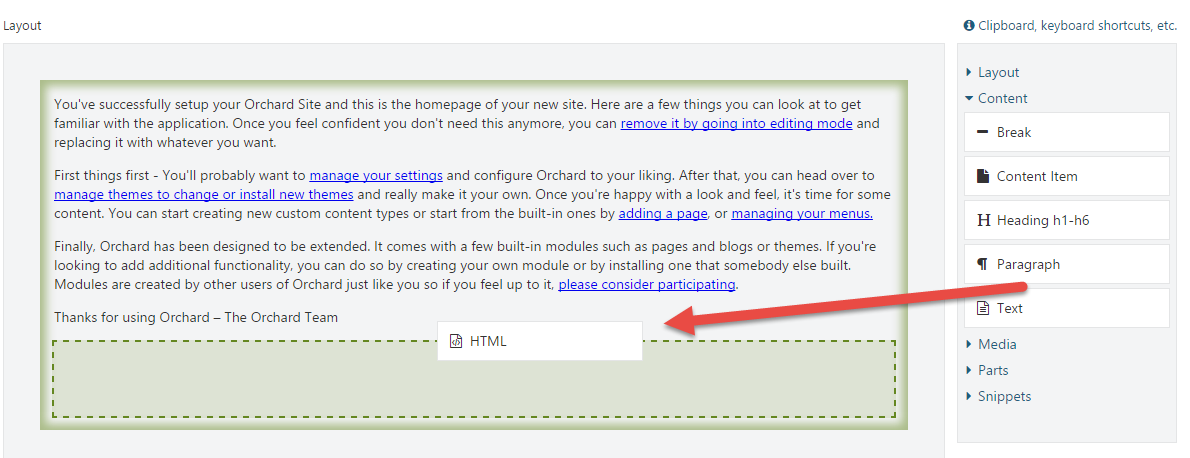 Layout
Clipboard, keyboard shortcuts, etc.
You've successfully setup your Orchard Site and this is the homepage of your new site. Here are a few things you can look at to get
familiar with the application. Once you feel confident you don't need this anymore, you can remove it by going into editing mode and
replacing it with whatever you want.
First things first - You'll probably want to manage your settings and configure Orchard to your liking. After that, you can head over to
manage themes to change or install new themes and really make it your own. Once you're happy with a look and feel, it's time for some
content. You can start creating new custom content types or start from the built-in ones by adding a page, or managing your menus.
Finally, Orchard has been designed to be extended. It comes with a few built-in modules such as pages and blogs or themes. If you're
looking to add additional functionality, you can do so by creating your own module or by installing one that somebody else built.
Modules are created by other users of Orchard just like you so if you feel up to it, please consider participating.
Thanks for using Orchard – The Orchard Team
HTML
Layout
Content
Break
Content Item
H Heading h1-h6
¶ Paragraph
Text
Media
Parts
Snippets